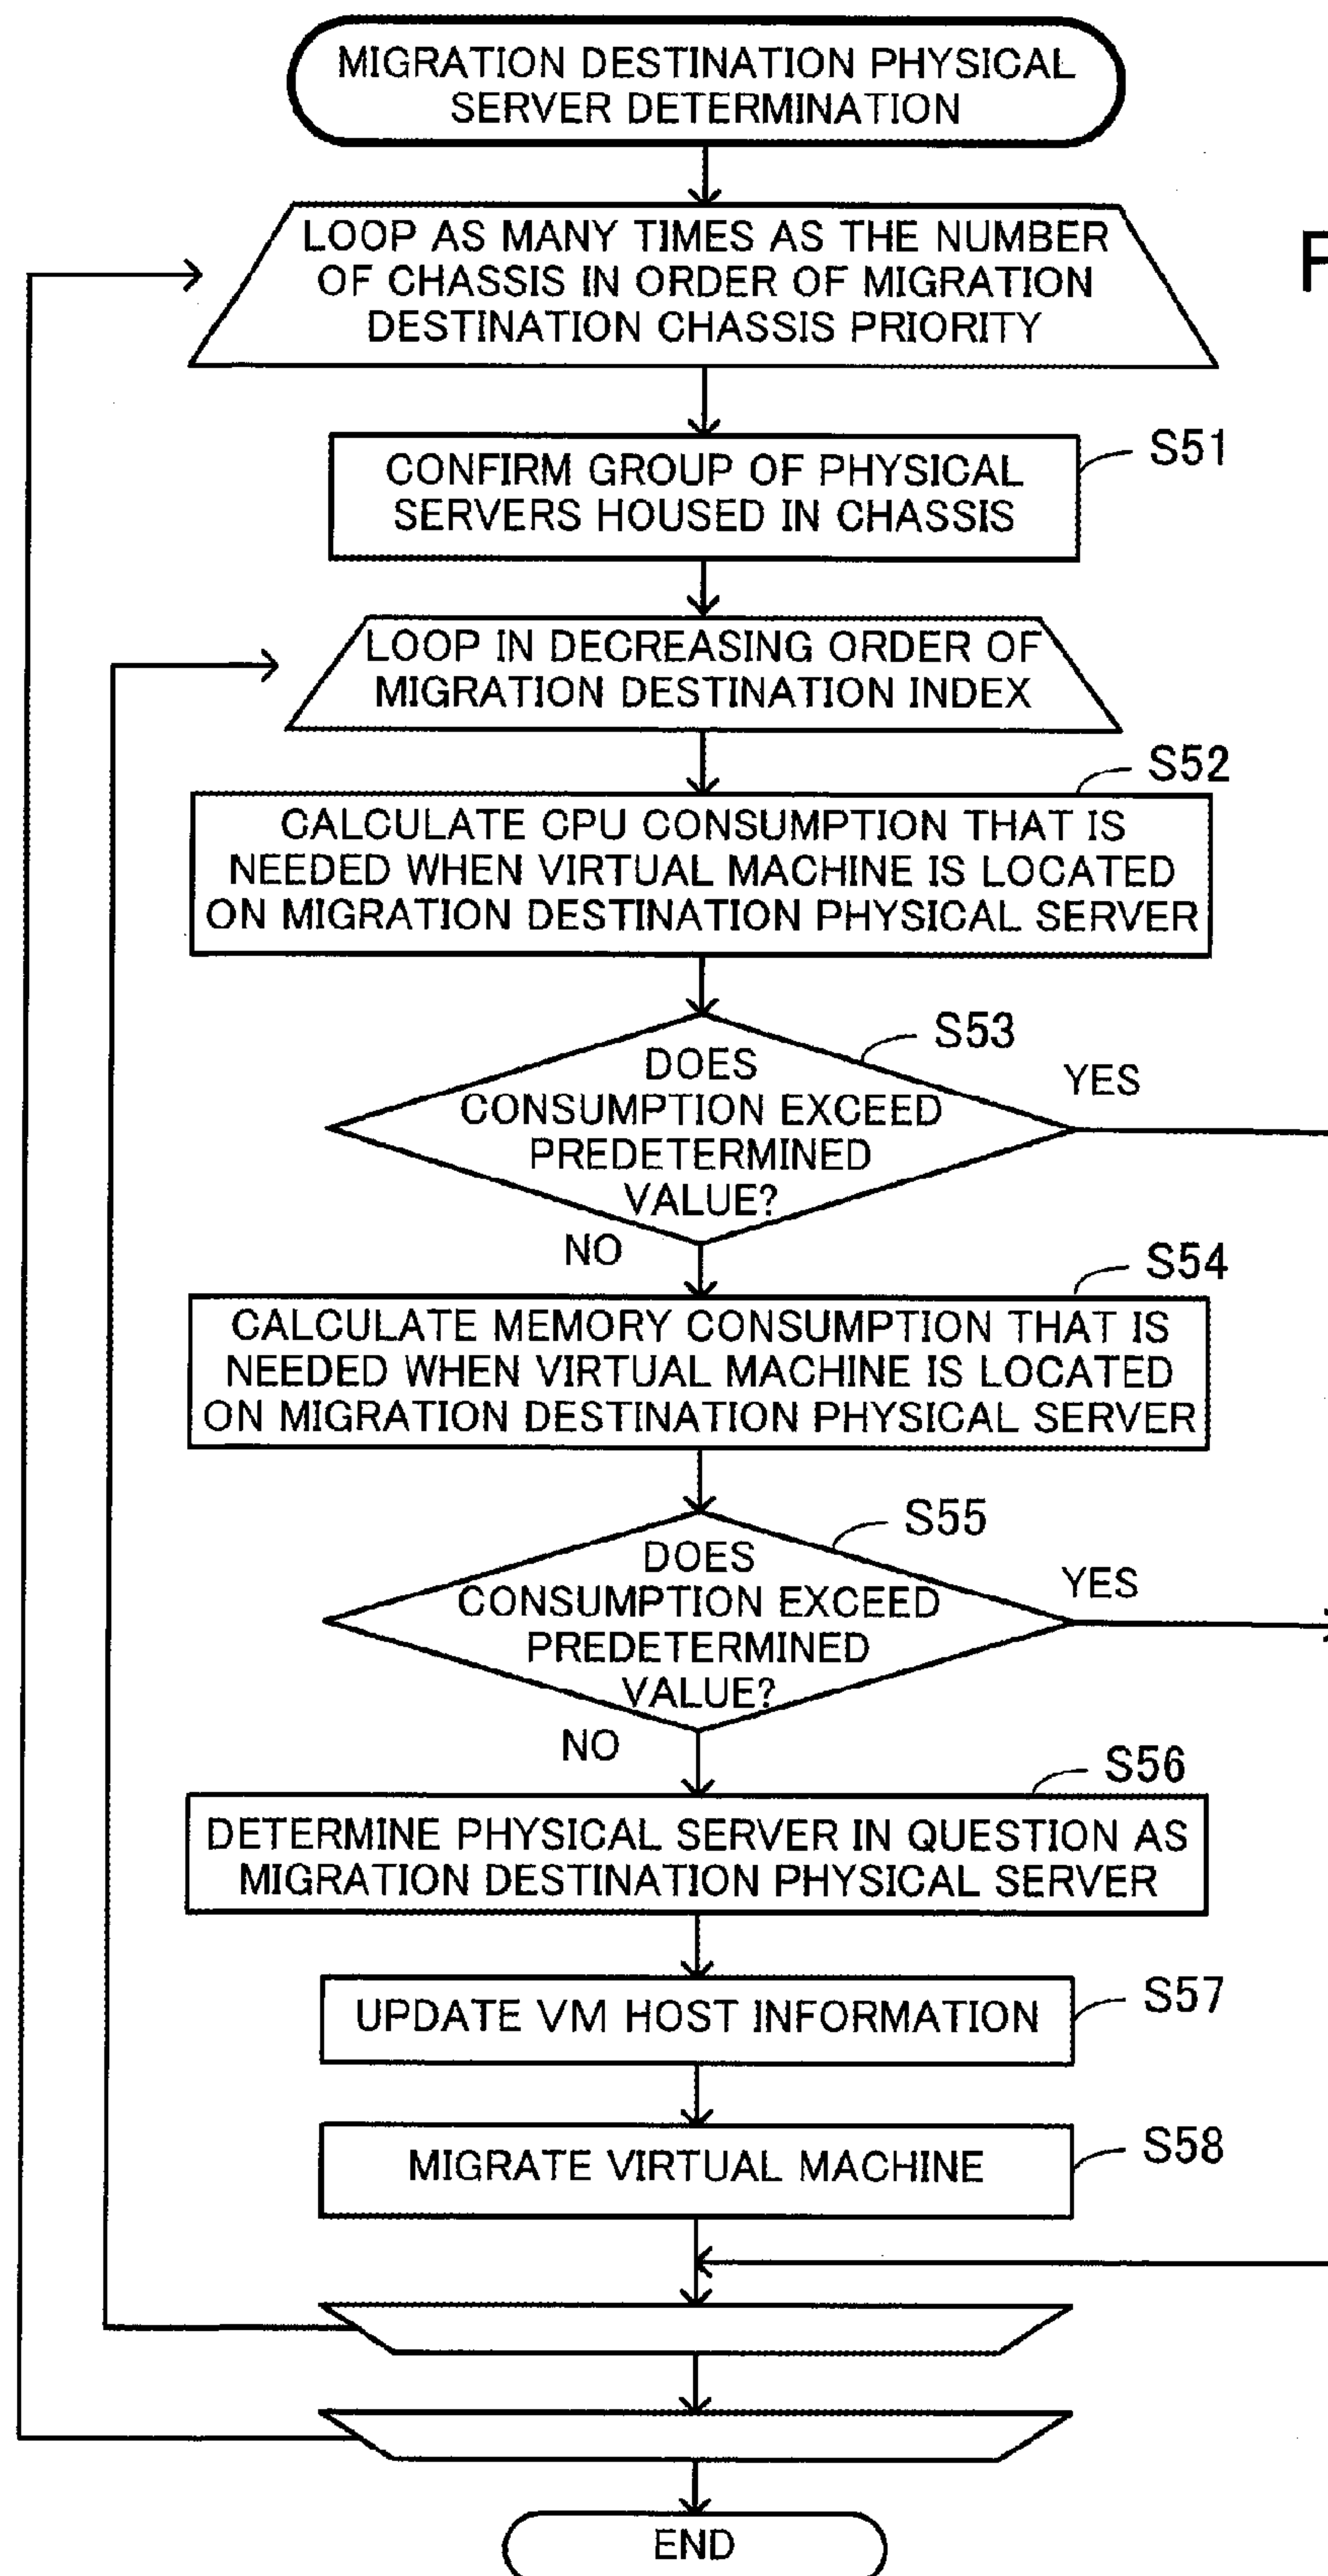 MIGRATION DESTINATION PHYSICAL
SERVER DETERMINATION
LOOP AS MANY TIMES AS THE NUMBER
OF CHASSIS IN ORDER OF MIGRATION
DESTINATION CHASSIS PRIORITY
F
S51
CONFIRM GROUP OF PHYSICAL
SERVERS HOUSED IN CHASSIS
LOOP IN DECREASING ORDER OF
MIGRATION DESTINATION INDEX
S52
CALCULATE CPU CONSUMPTION THAT IS
NEEDED WHEN VIRTUAL MACHINE IS LOCATED
ON MIGRATION DESTINATION PHYSICAL SERVER
S53
DOES
CONSUMPTION EXCEED
PREDETERMINED
VALUE?
YES
NO
S54
CALCULATE MEMORY CONSUMPTION THAT IS
NEEDED WHEN VIRTUAL MACHINE IS LOCATED
ON MIGRATION DESTINATION PHYSICAL SERVER
S55
DOES
CONSUMPTION EXCEED
PREDETERMINED
VALUE?
YES
NO
S56
DETERMINE PHYSICAL SERVER IN QUESTION AS
MIGRATION DESTINATION PHYSICAL SERVER
S57
UPDATE VM HOST INFORMATION
S58
MIGRATE VIRTUAL MACHINE
END